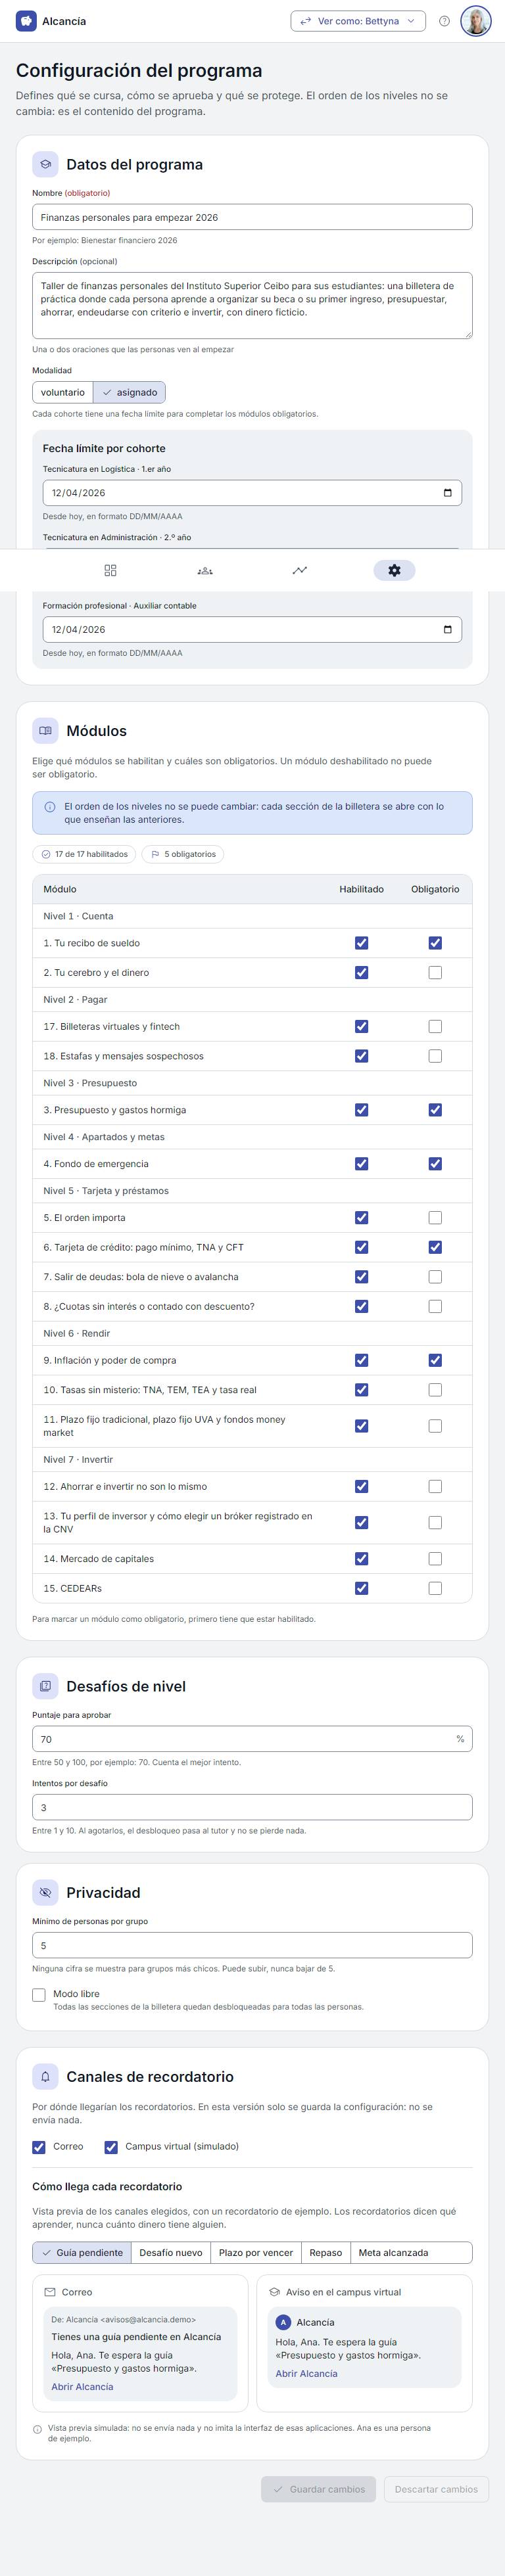 Alcancía
Ver como: Bettyna
Configuración del programa
Defines qué se cursa, cómo se aprueba y qué se protege. El orden de los niveles no se
cambia: es el contenido del programa.
Datos del programa
Nombre (obligatorio)
Finanzas personales para empezar 2026
Por ejemplo: Bienestar financiero 2026
Descripción (opcional)
Taller de finanzas personales del Instituto Superior Ceibo para sus estudiantes: una billetera de
práctica donde cada persona aprende a organizar su beca o su primer ingreso, presupuestar,
ahorrar, endeudarse con criterio e invertir, con dinero ficticio.
Una o dos oraciones que las personas ven al empezar
Modalidad
voluntario
asignado
Cada cohorte tiene una fecha límite para completar los módulos obligatorios.
Fecha límite por cohorte
Tecnicatura en Logística · 1.er año
12/04/2026
Desde hoy, en formato DD/MM/AAAA
Tecnicatura en Administración · 2.º año
Formación profesional · Auxiliar contable
12/04/2026
Desde hoy, en formato DD/MM/AAAA
Módulos
Elige qué módulos se habilitan y cuáles son obligatorios. Un módulo deshabilitado no puede
ser obligatorio.
El orden de los niveles no se puede cambiar: cada sección de la billetera se abre con lo
que enseñan las anteriores.
17 de 17 habilitados
5 obligatorios
Módulo Habilitado Obligatorio
Nivel 1 · Cuenta
1. Tu recibo de sueldo
2. Tu cerebro y el dinero
Nivel 2 · Pagar
17. Billeteras virtuales y fintech
18. Estafas y mensajes sospechosos
Nivel 3 · Presupuesto
3. Presupuesto y gastos hormiga
Nivel 4 · Apartados y metas
4. Fondo de emergencia
Nivel 5 · Tarjeta y préstamos
5. El orden importa
6. Tarjeta de crédito: pago mínimo, TNA y CFT
7. Salir de deudas: bola de nieve o avalancha
8. ¿Cuotas sin interés o contado con descuento?
Nivel 6 · Rendir
9. Inflación y poder de compra
10. Tasas sin misterio: TNA, TEM, TEA y tasa real
11. Plazo fijo tradicional, plazo fijo UVA y fondos money
market
Nivel 7 · Invertir
12. Ahorrar e invertir no son lo mismo
13. Tu perfil de inversor y cómo elegir un bróker registrado en
la CNV
14. Mercado de capitales
15. CEDEARs
Para marcar un módulo como obligatorio, primero tiene que estar habilitado.
Desafíos de nivel
Puntaje para aprobar
70 %
Entre 50 y 100, por ejemplo: 70. Cuenta el mejor intento.
Intentos por desafío
3
Entre 1 y 10. Al agotarlos, el desbloqueo pasa al tutor y no se pierde nada.
Privacidad
Mínimo de personas por grupo
5
Ninguna cifra se muestra para grupos más chicos. Puede subir, nunca bajar de 5.
Modo libre
Todas las secciones de la billetera quedan desbloqueadas para todas las personas.
Canales de recordatorio
Por dónde llegarían los recordatorios. En esta versión solo se guarda la configuración: no se
envía nada.
Correo
Campus virtual (simulado)
Cómo llega cada recordatorio
Vista previa de los canales elegidos, con un recordatorio de ejemplo. Los recordatorios dicen qué
aprender, nunca cuánto dinero tiene alguien.
Guía pendiente
Desafío nuevo
Plazo por vencer
Repaso
Meta alcanzada
Correo
De: Alcancía <avisos@alcancia.demo>
Tienes una guía pendiente en Alcancía
Hola, Ana. Te espera la guía
«Presupuesto y gastos hormiga».
Abrir Alcancía
Aviso en el campus virtual
A Alcancía
Hola, Ana. Te espera la guía
«Presupuesto y gastos hormiga».
Abrir Alcancía
Vista previa simulada: no se envía nada y no imita la interfaz de esas aplicaciones. Ana es una persona
de ejemplo.
Guardar cambios
Descartar cambios